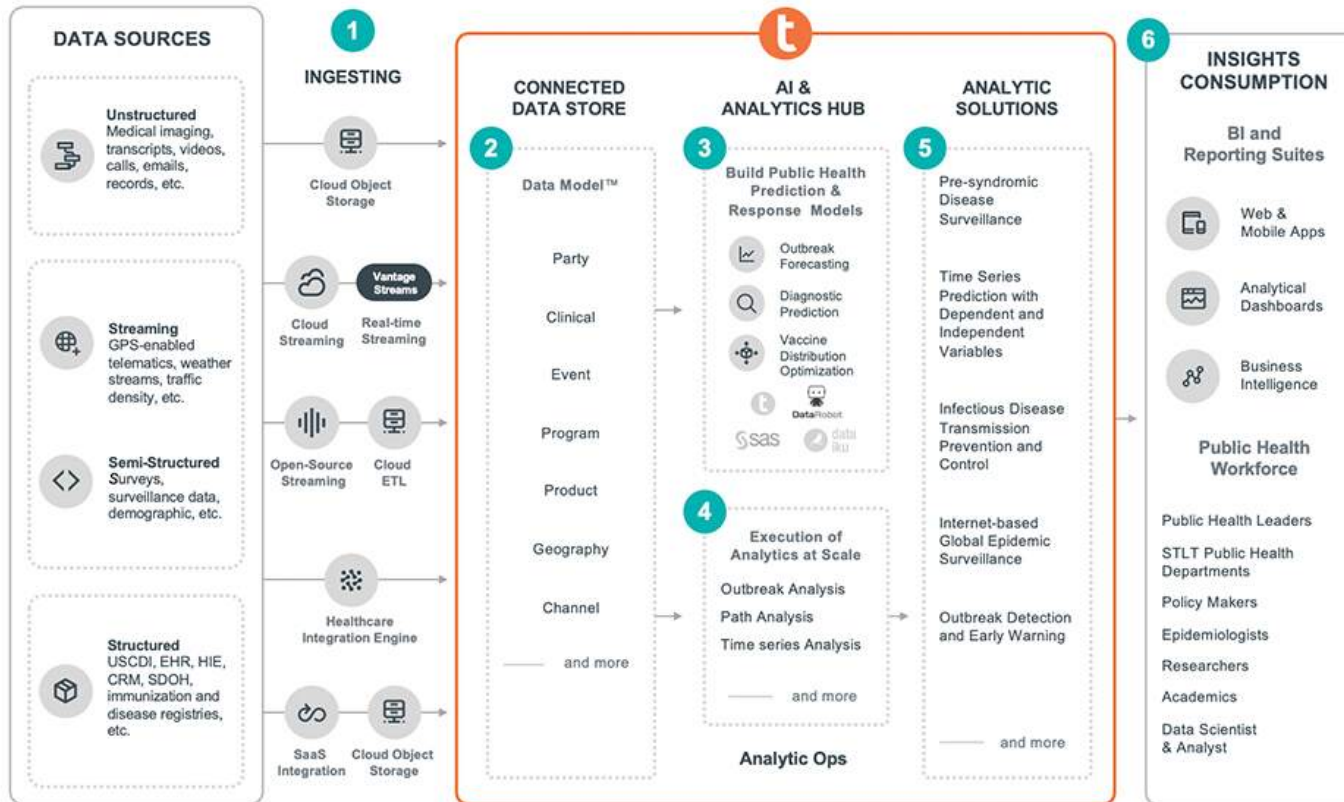 DATA SOURCES
Unstructured
Medical imaging,
transcripts, videos,
calls, emails,
records, etc.
Streaming
GPS-enabled
telematics, weather
streams, traffic
density, etc.
Semi-Structured
Surveys,
surveillance data,
demographic, etc.
Structured
USCDI, EHR, HIE,
CRM, SDOH,
immunization and
disease registries,
etc.
1
INGESTING
Cloud Object
Storage
Cloud
Streaming
Vantage
Streams
Real-time
Streaming
Open-Source
Streaming
Cloud
ETL
Healthcare
Integration Engine
SaaS
Integration
Cloud Object
Storage
t
CONNECTED
DATA STORE
2
Data Model™
Party
Clinical
Event
Program
Product
Geography
Channel
and more
AI &
ANALYTICS HUB
3
Build Public Health
Prediction &
Response Models
Outbreak
Forecasting
Diagnostic
Prediction
Vaccine
Distribution
Optimization
t
DataRobot
sas
data
iku
4
Execution of
Analytics at Scale
Outbreak Analysis
Path Analysis
Time series Analysis
and more
Analytic Ops
ANALYTIC
SOLUTIONS
5
Pre-syndromic
Disease
Surveillance
Time Series
Prediction with
Dependent and
Independent
Variables
Infectious Disease
Transmission
Prevention and
Control
Internet-based
Global Epidemic
Surveillance
Outbreak Detection
and Early Warning
and more
6
INSIGHTS
CONSUMPTION
BI and
Reporting Suites
Web &
Mobile Apps
Analytical
Dashboards
Business
Intelligence
Public Health
Workforce
Public Health Leaders
STLT Public Health
Departments
Policy Makers
Epidemiologists
Researchers
Academics
Data Scientist
& Analyst